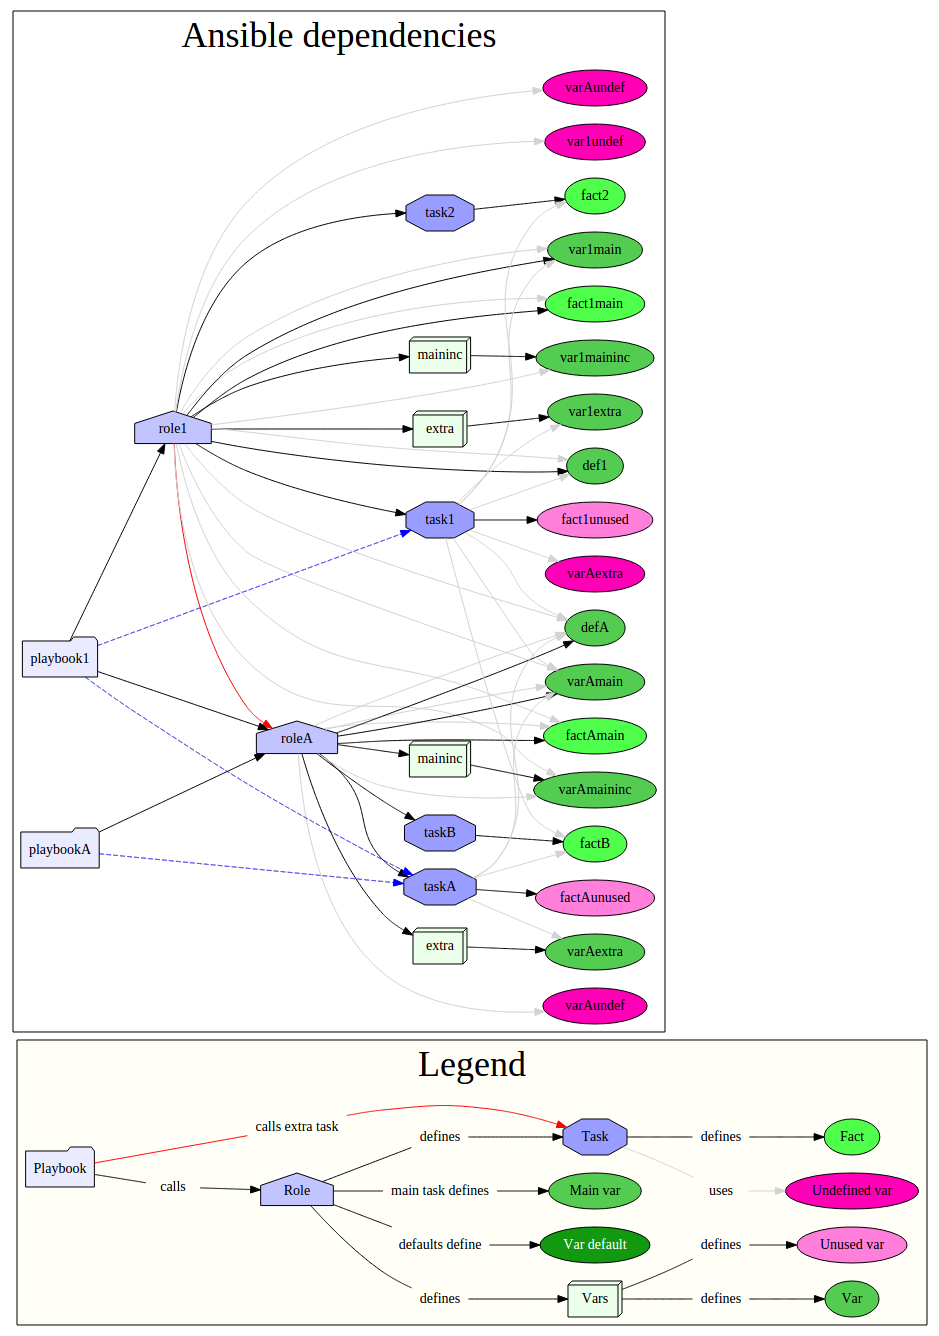 Ansible dependencies
varAundef
var1undef
fact2
task2
var1main
fact1main
maininc
var1maininc
var1extra
role1
extra
def1
task1
fact1unused
varAextra
defA
playbook1
varAmain
roleA
factAmain
maininc
varAmaininc
taskB
factB
playbookA
taskA
factAunused
extra
varAextra
varAundef
Legend
calls extra task
defines
Task
defines
Fact
Playbook
calls
Role
main task defines
Main var
uses
Undefined var
defaults define
Var default
defines
Unused var
defines
Vars
defines
Var